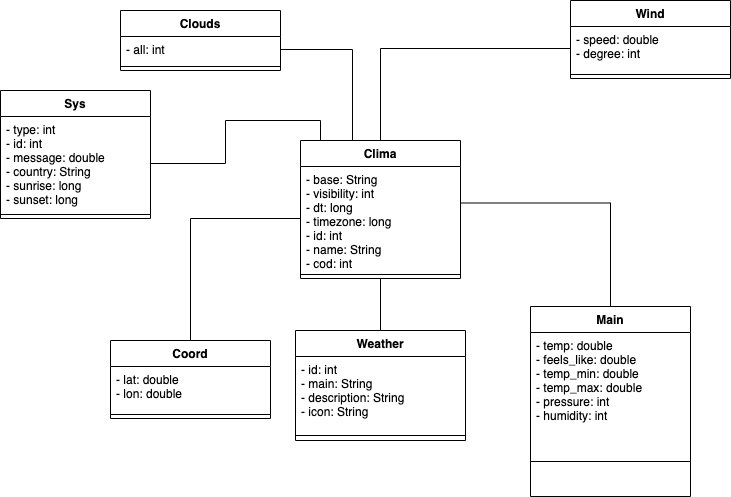 Clouds
- all: int
Wind
- speed: double
- degree: int
Sys
- type: int
- id: int
- message: double
- country: String
- sunrise: long
- sunset: long
Clima
- base: String
- visibility: int
- dt: long
- timezone: long
- id: int
- name: String
- cod: int
Coord
- lat: double
- lon: double
Weather
- id: int
- main: String
- description: String
- icon: String
Main
- temp: double
- feels_like: double
- temp_min: double
- temp_max: double
- pressure: int
- humidity: int